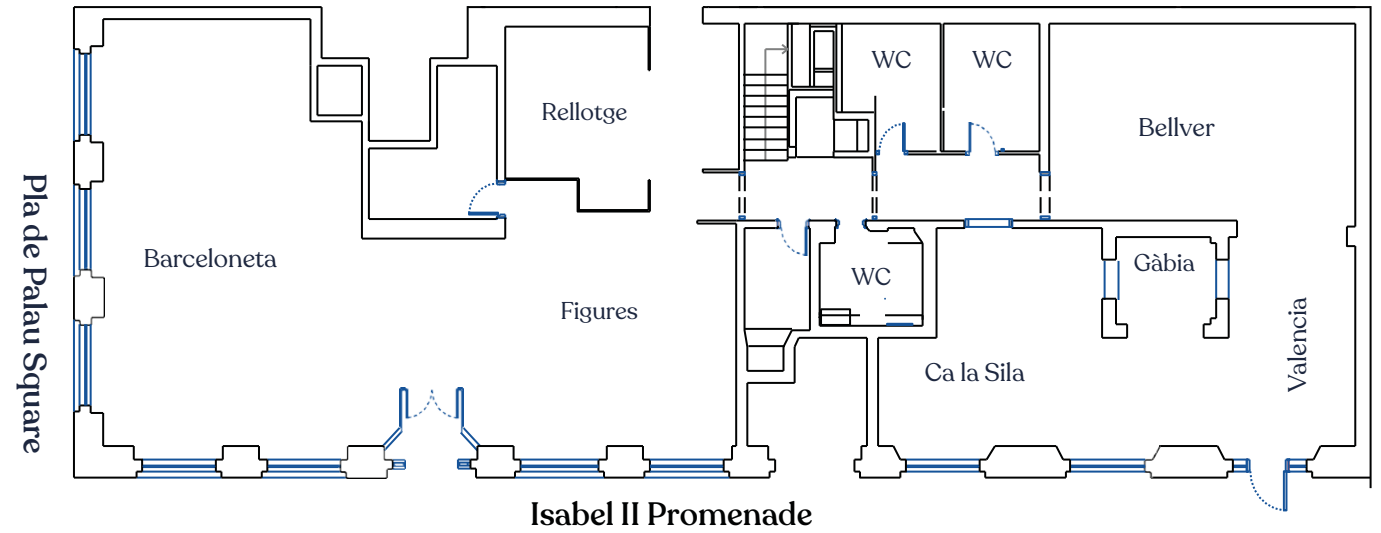 WC
WC
Rellotge
Bellver
Pla de Palau Square
Barceloneta
Gàbia
WC
Figures
Valencia
Ca la Sila
Isabel II Promenade